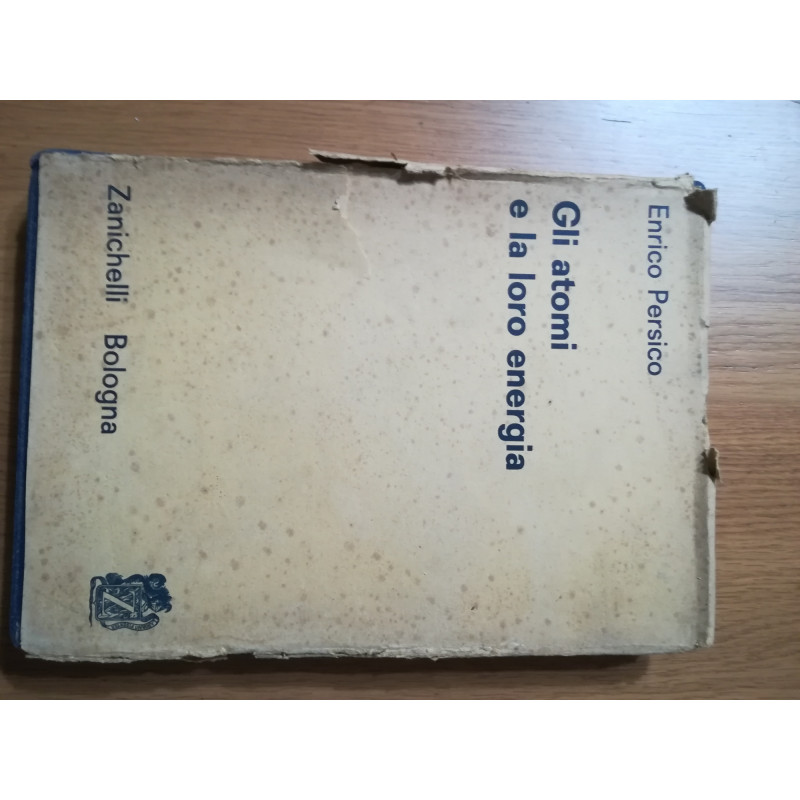 Enrico Persico
Gli atomi
e la loro energia
Zanichelli Bologna